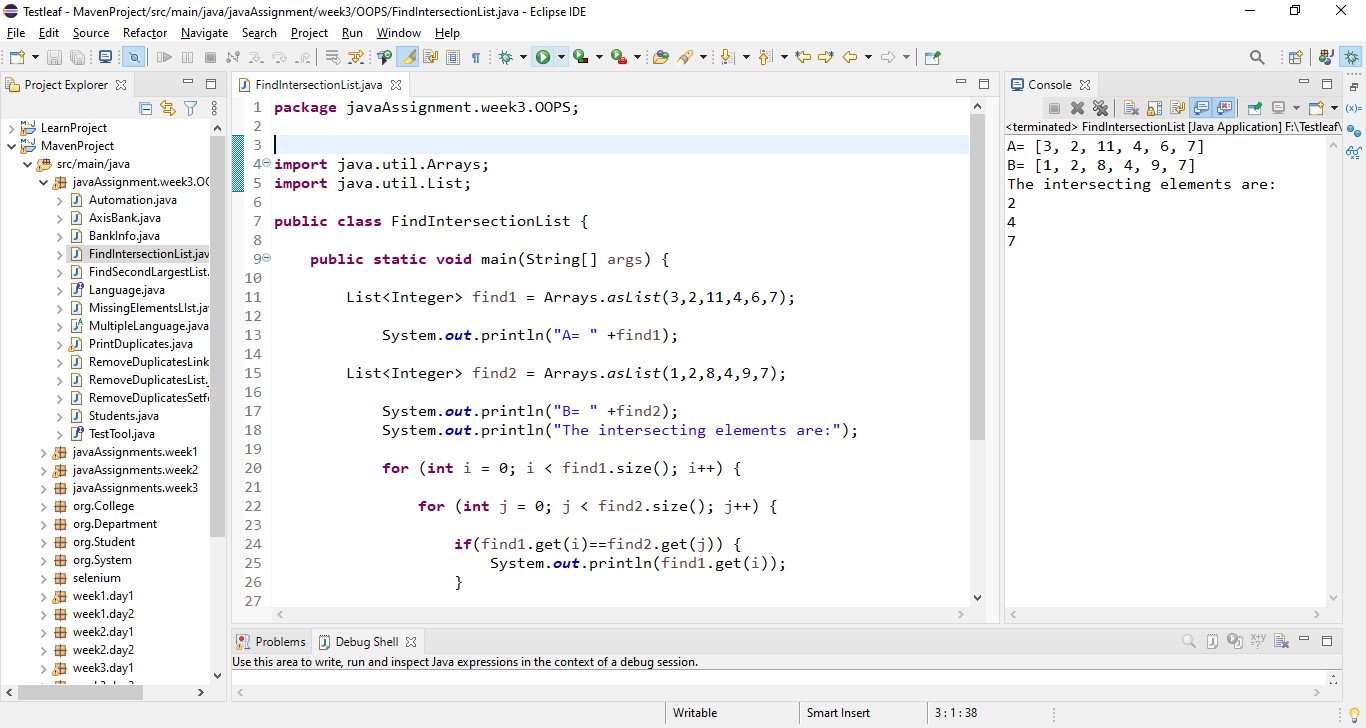 Testleaf - MavenProject/src/main/java/javaAssignment/week3/OOPS/FindIntersectionList.java - Eclipse IDE
File Edit Source Refactor Navigate Search Project Run Window Help
Project Explorer
LearnProject
MavenProject
src/main/java
javaAssignment.week3.OO
Automation.java
AxisBank.java
BankInfo.java
FindIntersectionList.jav
FindSecondLargestList.
Language.java
MissingElementsLIst.ja
MultipleLanguage.java
PrintDuplicates.java
RemoveDuplicatesLink
RemoveDuplicatesList.j
RemoveDuplicatesSetf
Students.java
TestTool.java
javaAssignments.week1
javaAssignments.week2
javaAssignments.week3
org.College
org.Department
org.Student
org.System
selenium
week1.day1
week1.day2
week2.day1
week2.day2
week3.day1
FindIntersectionList.java
1 package javaAssignment.week3.OOPS;
2
3
4 import java.util.Arrays;
5 import java.util.List;
6
7 public class FindIntersectionList {
8
9 public static void main(String[] args) {
10
11 List<Integer> find1 = Arrays.asList(3,2,11,4,6,7);
12
13 System.out.println("A= " +find1);
14
15 List<Integer> find2 = Arrays.asList(1,2,8,4,9,7);
16
17 System.out.println("B= " +find2);
18 System.out.println("The intersecting elements are:");
19
20 for (int i = 0; i < find1.size(); i++) {
21
22 for (int j = 0; j < find2.size(); j++) {
23
24 if(find1.get(i)==find2.get(j)) {
25 System.out.println(find1.get(i));
26 }
27
Console
<terminated> FindIntersectionList [Java Application] F:\Testleaf\
A= [3, 2, 11, 4, 6, 7]
B= [1, 2, 8, 4, 9, 7]
The intersecting elements are:
2
4
7
Problems Debug Shell
Use this area to write, run and inspect Java expressions in the context of a debug session.
Writable Smart Insert 3 : 1 : 38